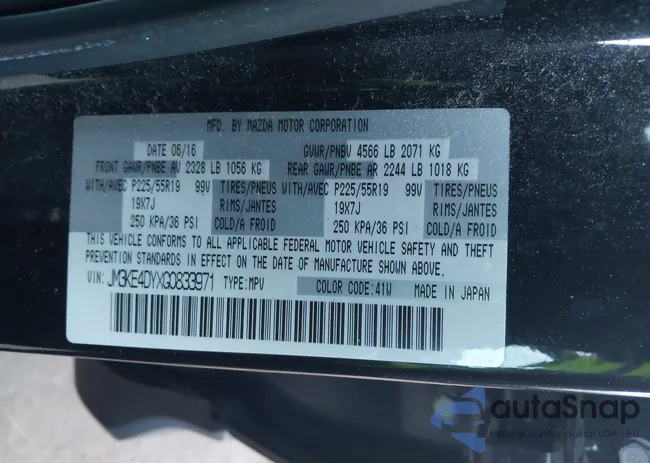 MFD. BY MAZDA MOTOR CORPORATION
DATE 06/16 GVWR/PNBV 4566 LB 2071 KG
FRONT GAWR/PNBE AV 2328 LB 1056 KG REAR GAWR/PNBE AR 2244 LB 1018 KG
WITH/AVEC P225/55R19 99V TIRES/PNEUS WITH/AVEC P225/55R19 99V TIRES/PNEUS
19X7J RIMS/JANTES 19X7J RIMS/JANTES
250 KPA/36 PSI COLD/A FROID 250 KPA/36 PSI COLD/A FROID
THIS VEHICLE CONFORMS TO ALL APPLICABLE FEDERAL MOTOR VEHICLE SAFETY AND THEFT
PREVENTION STANDARDS IN EFFECT ON THE DATE OF MANUFACTURE SHOWN ABOVE.
VIN: JM3KE4DYXG0833971 TYPE: MPV COLOR CODE: 41W MADE IN JAPAN
autoSnap
Pewne auta z aukcji USA - EU